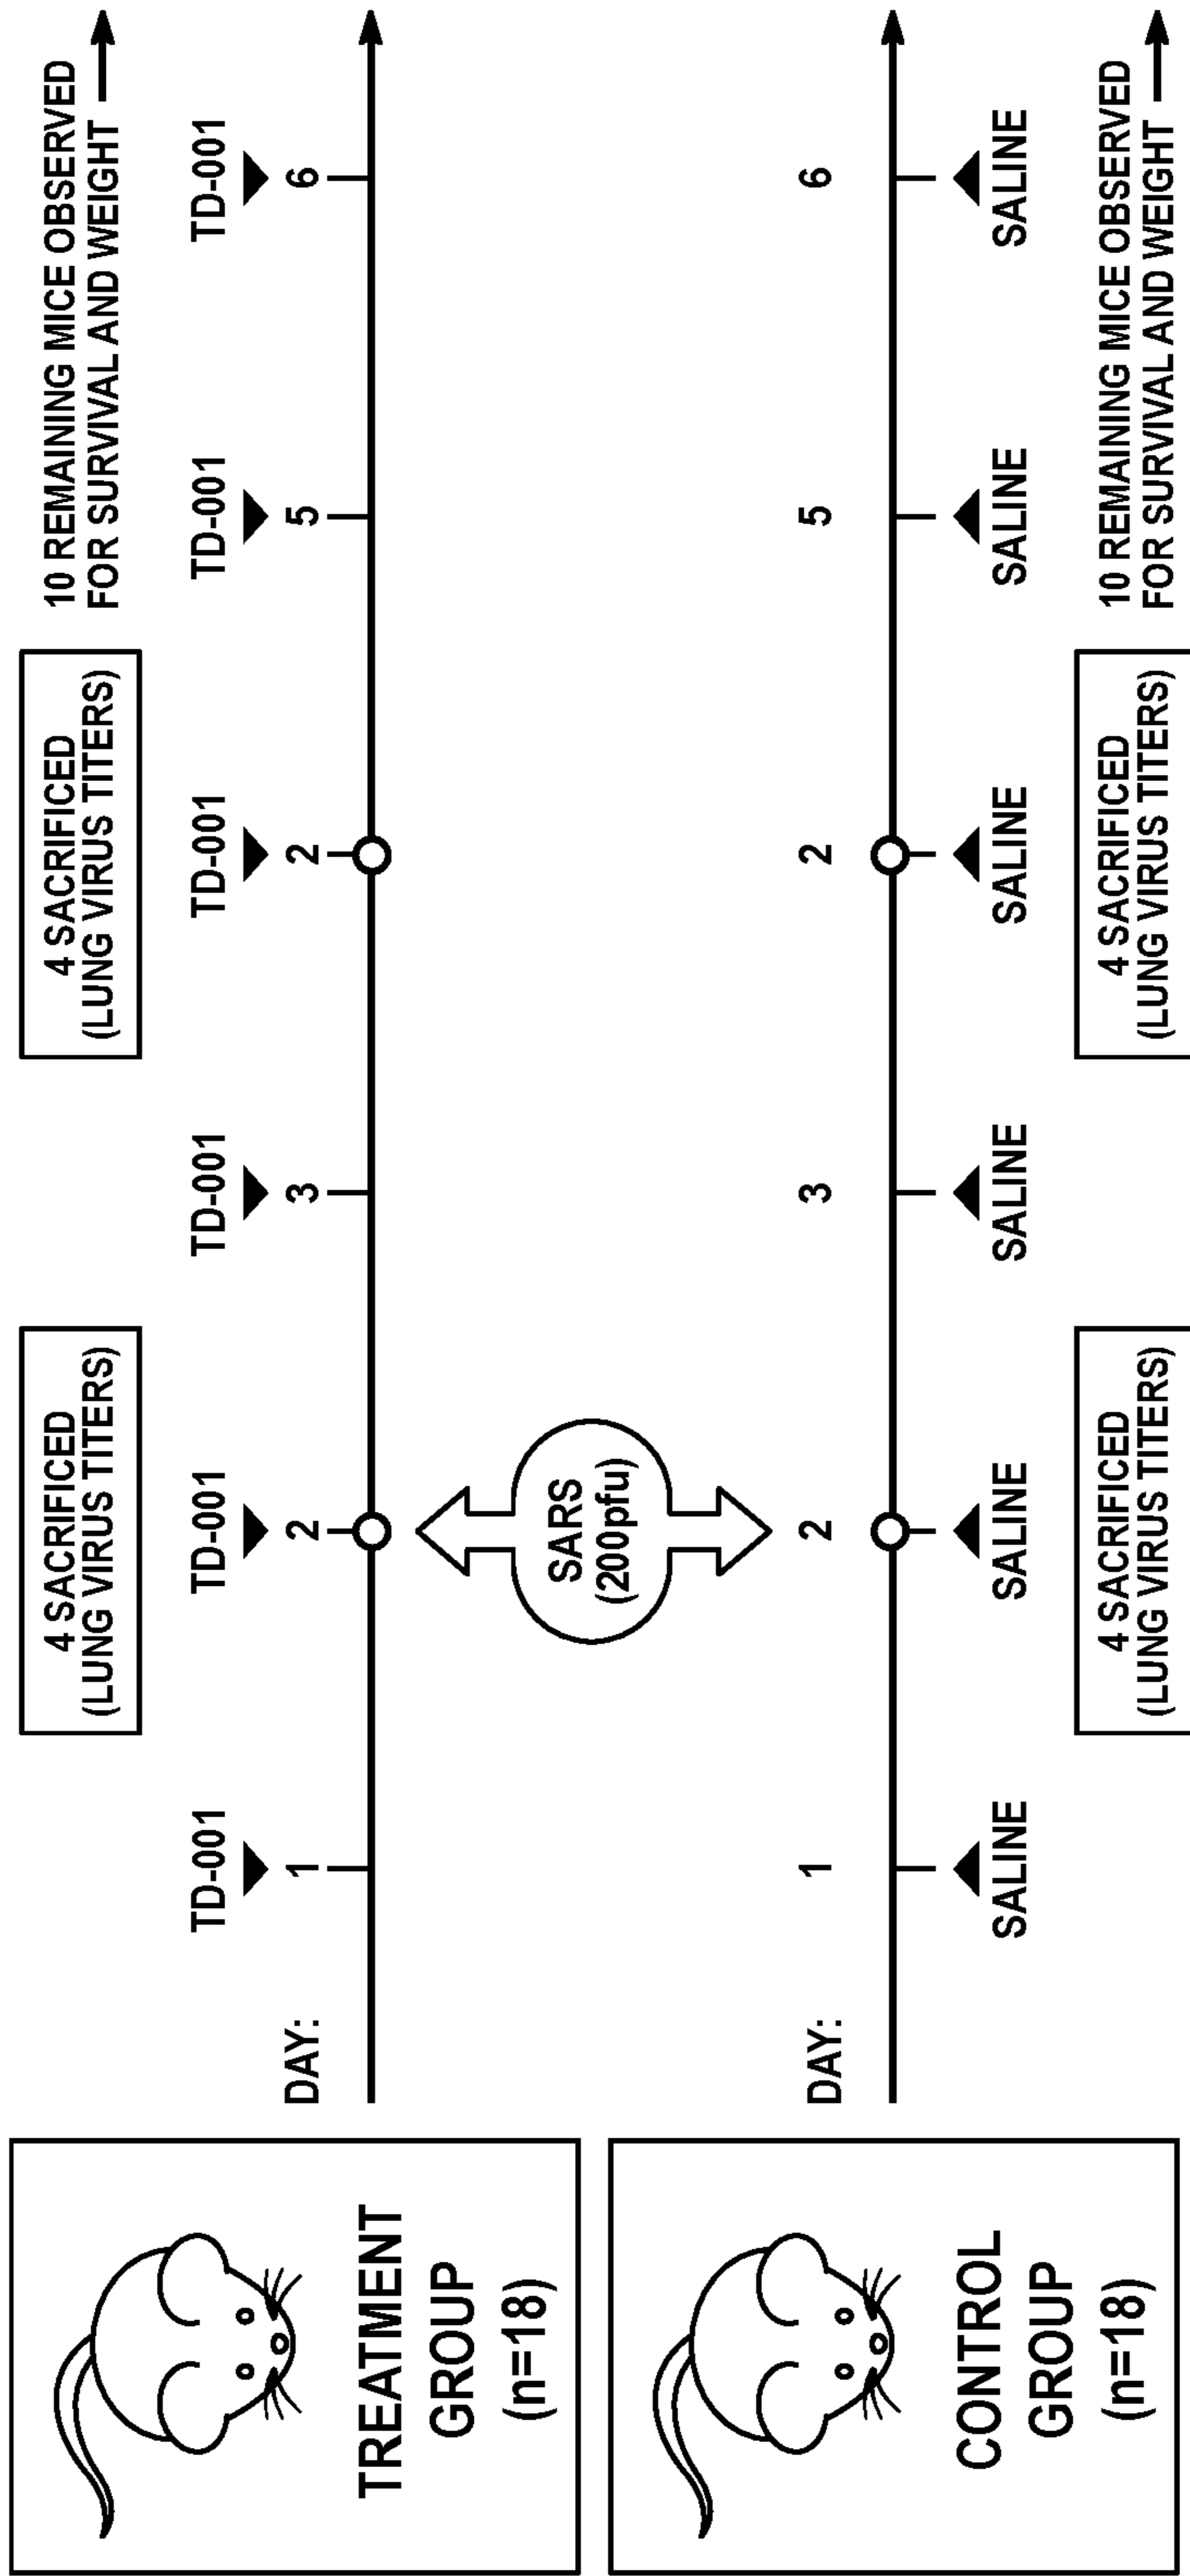 4 SACRIFICED
(LUNG VIRUS TITERS)
4 SACRIFICED
(LUNG VIRUS TITERS)
10 REMAINING MICE OBSERVED
FOR SURVIVAL AND WEIGHT
TD-001
TD-001
TD-001
TD-001
TD-001
TD-001
DAY:
1
2
3
2
5
6
TREATMENT
GROUP
(n=18)
SARS
(200pfu)
DAY:
1
2
3
2
5
6
SALINE
SALINE
SALINE
SALINE
SALINE
SALINE
CONTROL
GROUP
(n=18)
4 SACRIFICED
(LUNG VIRUS TITERS)
4 SACRIFICED
(LUNG VIRUS TITERS)
10 REMAINING MICE OBSERVED
FOR SURVIVAL AND WEIGHT